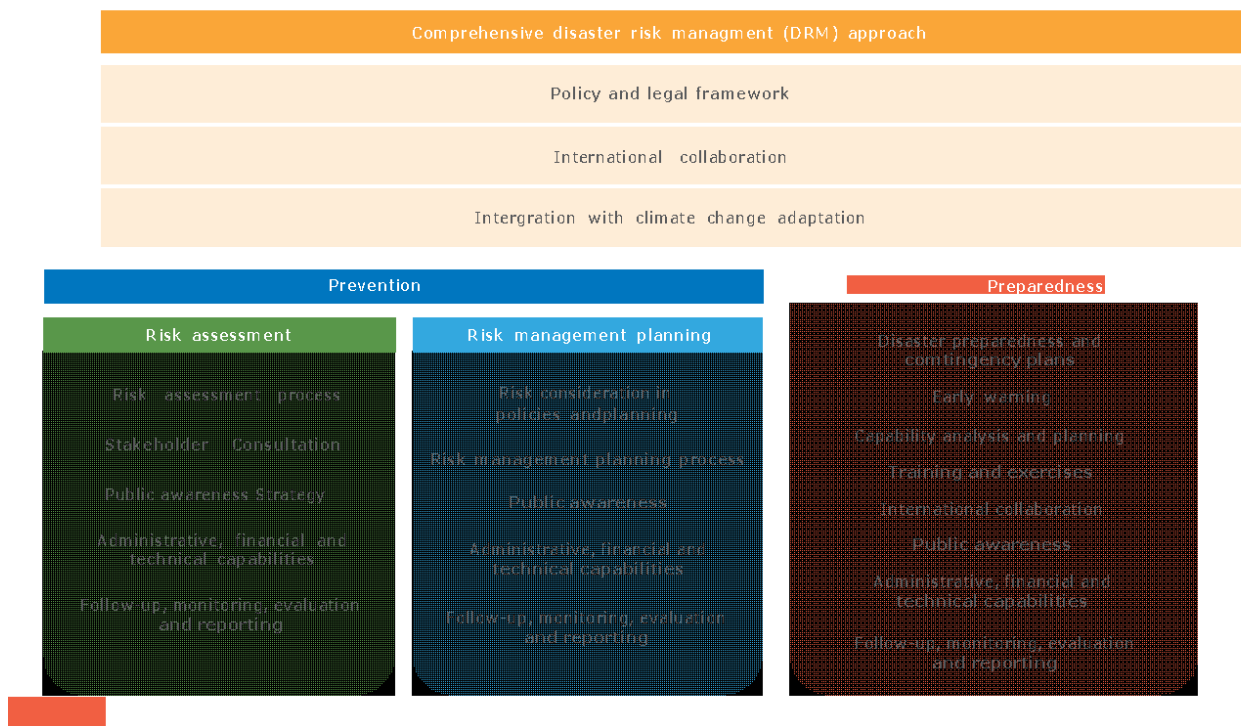 Comprehensive disaster risk managment (DRM) approach
Policy and legal framework
International collaboration
Intergration with climate change adaptation
Prevention
Risk assessment
Risk assessment process
Stakeholder Consultation
Public awareness Strategy
Administrative, financial and
technical capabilities
Follow-up, monitoring, evaluation
and reporting
Risk management planning
Risk consideration in
policies andplanning
Risk management planning process
Public awareness
Administrative, financial and
technical capabilities
Follow-up, monitoring, evaluation
and reporting
Preparedness
Disaster preparedness and
comtingency plans
Early warning
Capability analysis and planning
Training and exercises
International collaboration
Public awareness
Administrative, financial and
technical capabilities
Follow-up, monitoring, evaluation
and reporting